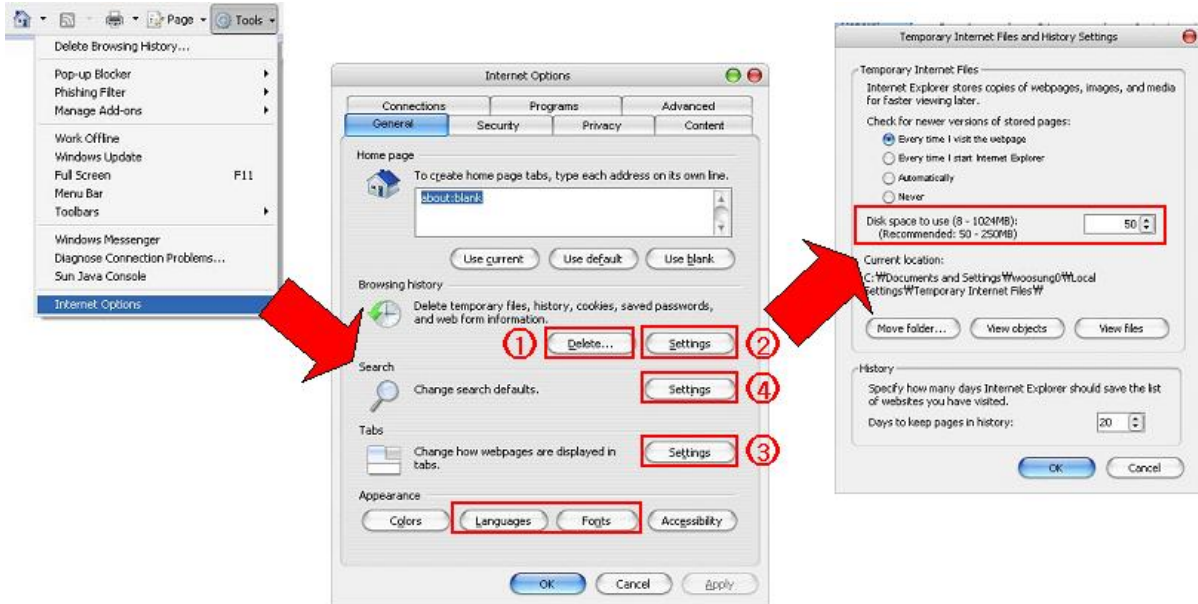 Page
Tools
Delete Browsing History...
Pop-up Blocker
Phishing Filter
Manage Add-ons
Work Offline
Windows Update
Full Screen F11
Menu Bar
Toolbars
Windows Messenger
Diagnose Connection Problems...
Sun Java Console
Internet Options
Internet Options
Connections Programs Advanced
General Security Privacy Content
Home page
To create home page tabs, type each address on its own line.
about:blank
Use current Use default Use blank
Browsing history
Delete temporary files, history, cookies, saved passwords,
and web form information.
① Delete... Settings ②
Search
Change search defaults. Settings ④
Tabs
Change how webpages are displayed in
tabs.
Settings ③
Appearance
Colors Languages Fonts Accessibility
OK Cancel Apply
Temporary Internet Files and History Settings
Temporary Internet Files
Internet Explorer stores copies of webpages, images, and media
for faster viewing later.
Check for newer versions of stored pages:
Every time I visit the webpage
Every time I start Internet Explorer
Automatically
Never
Disk space to use (8 - 1024MB): 50
(Recommended: 50 - 250MB)
Current location:
C:₩Documents and Settings₩woosung0₩Local
Settings₩Temporary Internet Files₩
Move folder... View objects View files
History
Specify how many days Internet Explorer should save the list
of websites you have visited.
Days to keep pages in history: 20
OK Cancel